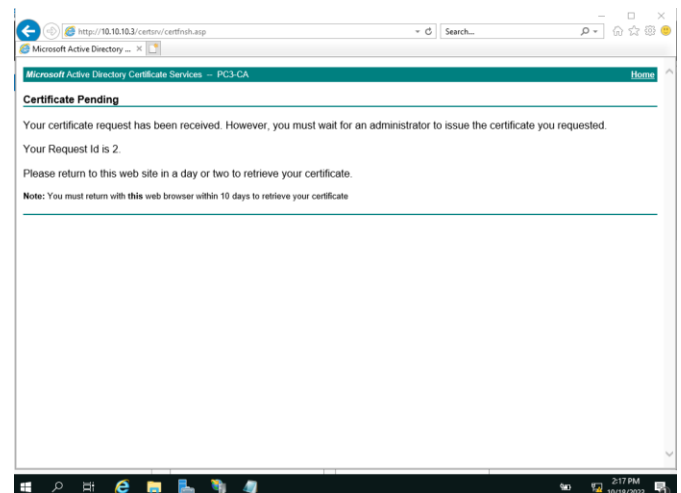 http://10.10.10.3/certsrv/certfnsh.asp
Search...
Microsoft Active Directory ...
Microsoft Active Directory Certificate Services -- PC3-CA
Home
Certificate Pending
Your certificate request has been received. However, you must wait for an administrator to issue the certificate you requested.
Your Request Id is 2.
Please return to this web site in a day or two to retrieve your certificate.
Note: You must return with this web browser within 10 days to retrieve your certificate
2:17 PM